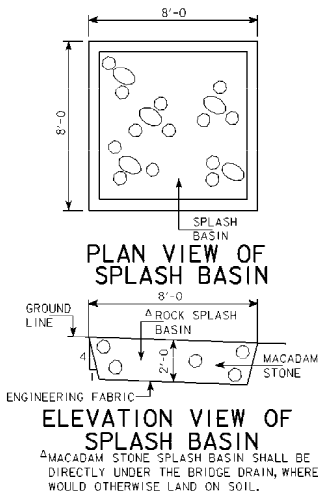 8'-0
8'-0
SPLASH
BASIN
PLAN VIEW OF
SPLASH BASIN
8'-0
GROUND
LINE
△ROCK SPLASH
BASIN
4
1
2'-0
MACADAM
STONE
ENGINEERING FABRIC
ELEVATION VIEW OF
SPLASH BASIN
△MACADAM STONE SPLASH BASIN SHALL BE
DIRECTLY UNDER THE BRIDGE DRAIN, WHERE
WOULD OTHERWISE LAND ON SOIL.